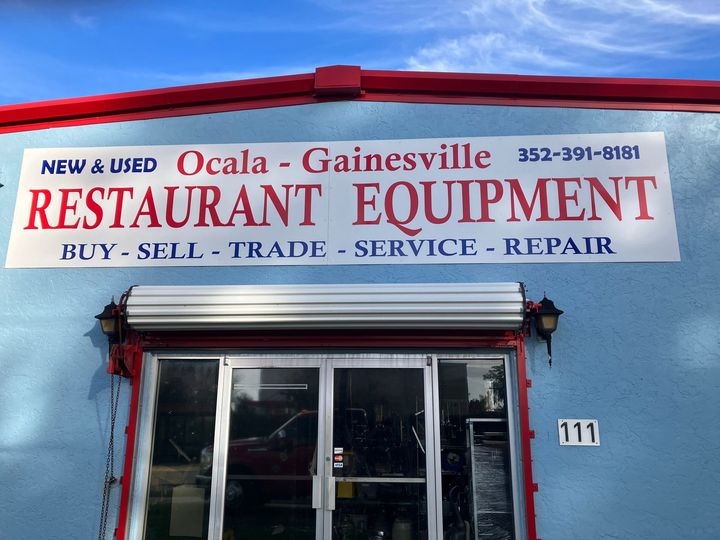 NEW & USED Ocala - Gainesville 352-391-8181
RESTAURANT EQUIPMENT
BUY - SELL - TRADE - SERVICE - REPAIR
111